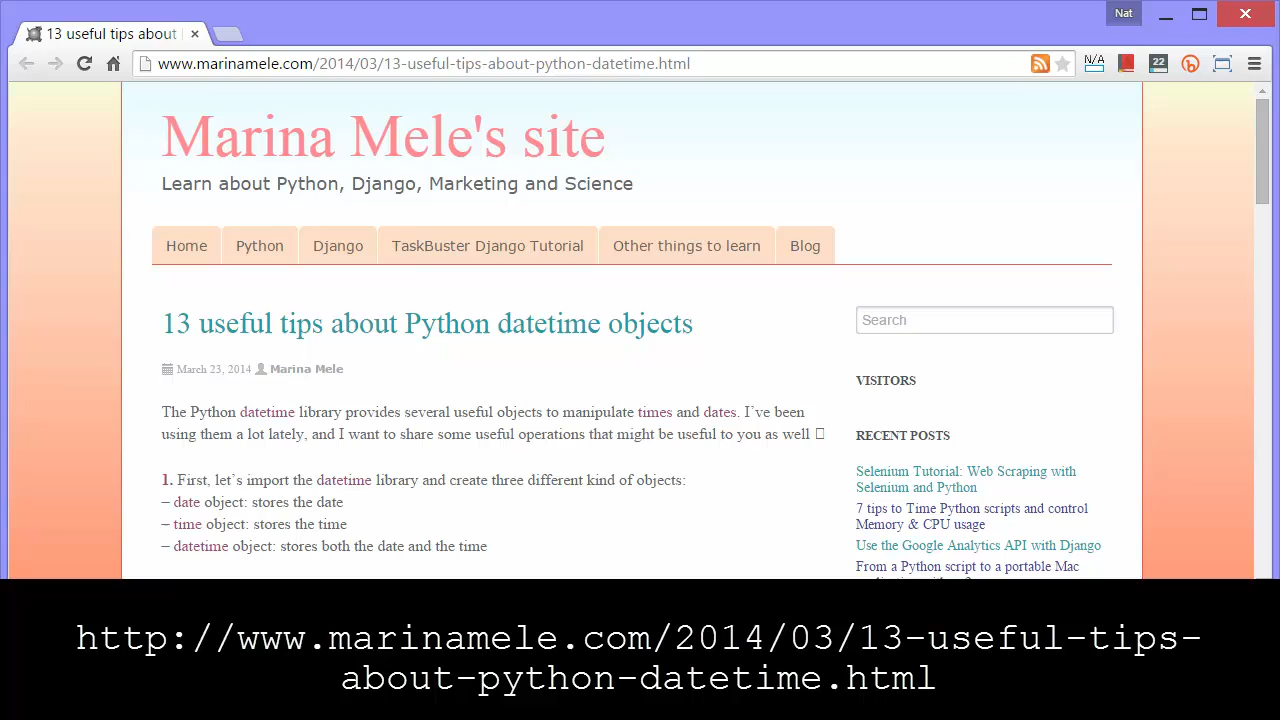 Nat
13 useful tips about
www.marinamele.com/2014/03/13-useful-tips-about-python-datetime.html
N/A
22
Marina Mele's site
Learn about Python, Django, Marketing and Science
Home Python Django TaskBuster Django Tutorial Other things to learn Blog
13 useful tips about Python datetime objects
March 23, 2014 Marina Mele
The Python datetime library provides several useful objects to manipulate times and dates. I've been
using them a lot lately, and I want to share some useful operations that might be useful to you as well
1. First, let's import the datetime library and create three different kind of objects:
– date object: stores the date
– time object: stores the time
– datetime object: stores both the date and the time
Search
VISITORS
RECENT POSTS
Selenium Tutorial: Web Scraping with
Selenium and Python
7 tips to Time Python scripts and control
Memory & CPU usage
Use the Google Analytics API with Django
From a Python script to a portable Mac
http://www.marinamele.com/2014/03/13-useful-tips-
about-python-datetime.html